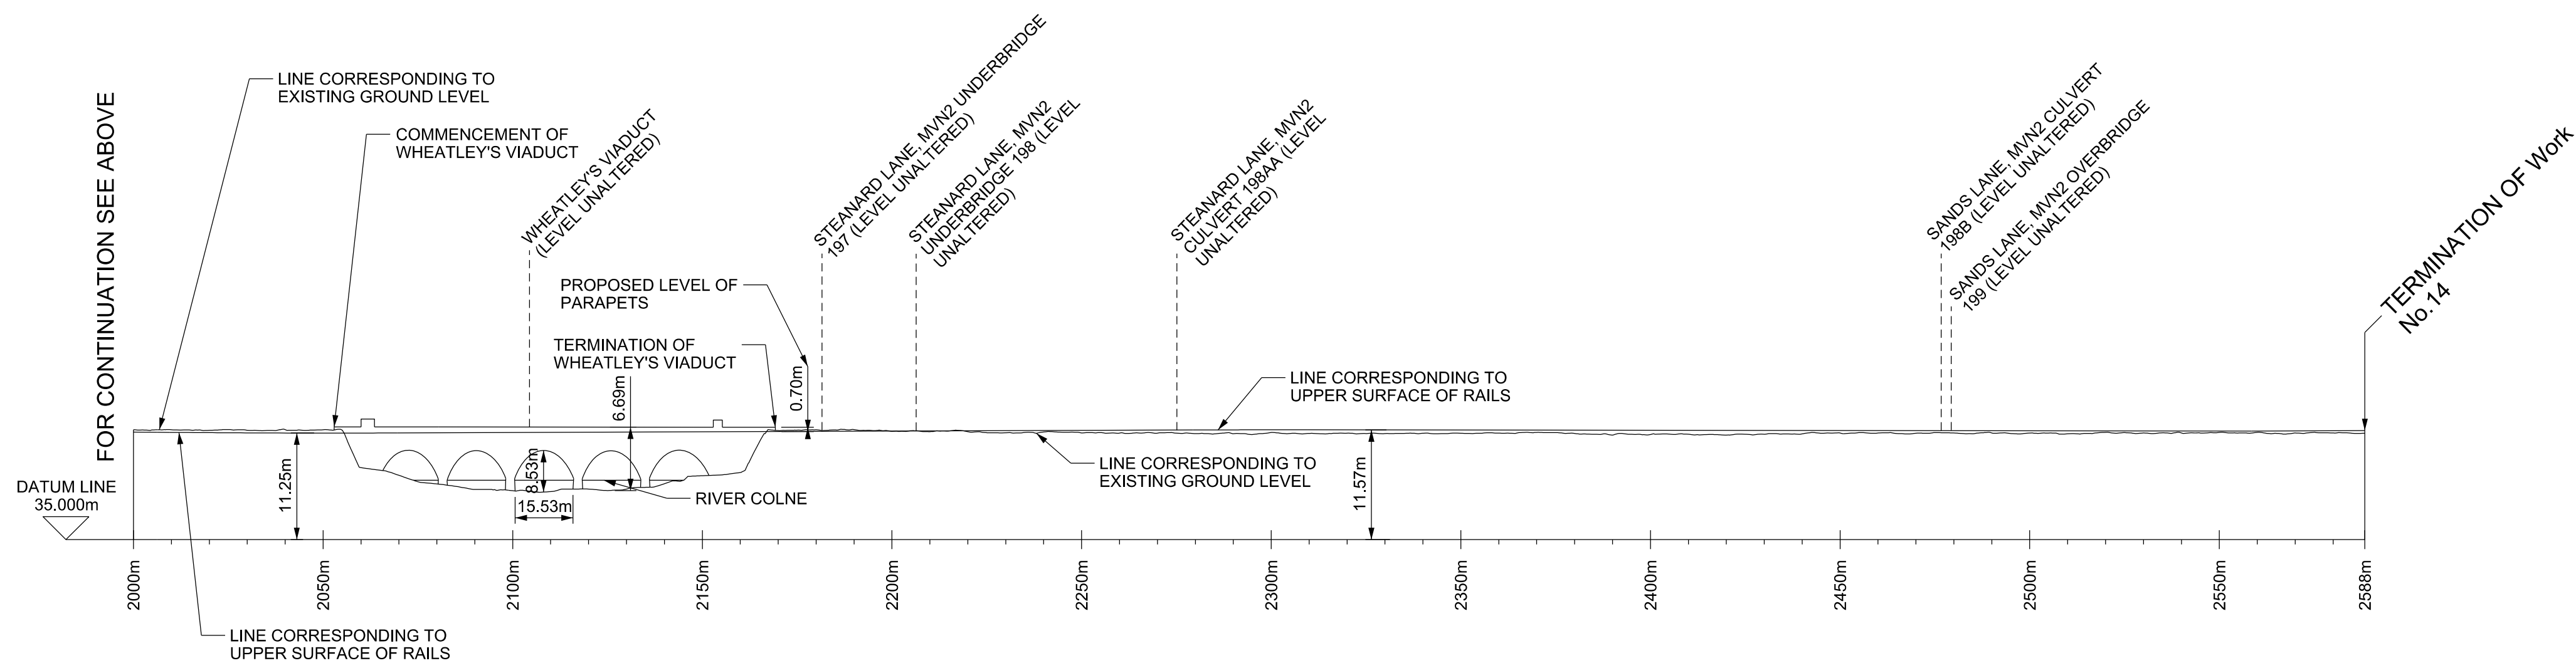 FOR CONTINUATION SEE ABOVE
LINE CORRESPONDING TO
EXISTING GROUND LEVEL
COMMENCEMENT OF
WHEATLEY'S VIADUCT
WHEATLEY'S VIADUCT
(LEVEL UNALTERED)
PROPOSED LEVEL OF
PARAPETS
TERMINATION OF
WHEATLEY'S VIADUCT
STEANARD LANE, MVN2 UNDERBRIDGE
197 (LEVEL UNALTERED)
STEANARD LANE, MVN2
UNDERBRIDGE 198 (LEVEL
UNALTERED)
STEANARD LANE, MVN2
CULVERT 198AA (LEVEL
UNALTERED)
SANDS LANE, MVN2 CULVERT
198B (LEVEL UNALTERED)
SANDS LANE, MVN2 OVERBRIDGE
199 (LEVEL UNALTERED)
TERMINATION OF Work
No. 14
6.69m
0.70m
LINE CORRESPONDING TO
UPPER SURFACE OF RAILS
LINE CORRESPONDING TO
EXISTING GROUND LEVEL
DATUM LINE
35.000m
11.25m
8.53m
15.53m
RIVER COLNE
11.57m
2000m
2050m
2100m
2150m
2200m
2250m
2300m
2350m
2400m
2450m
2500m
2550m
2588m
LINE CORRESPONDING TO
UPPER SURFACE OF RAILS